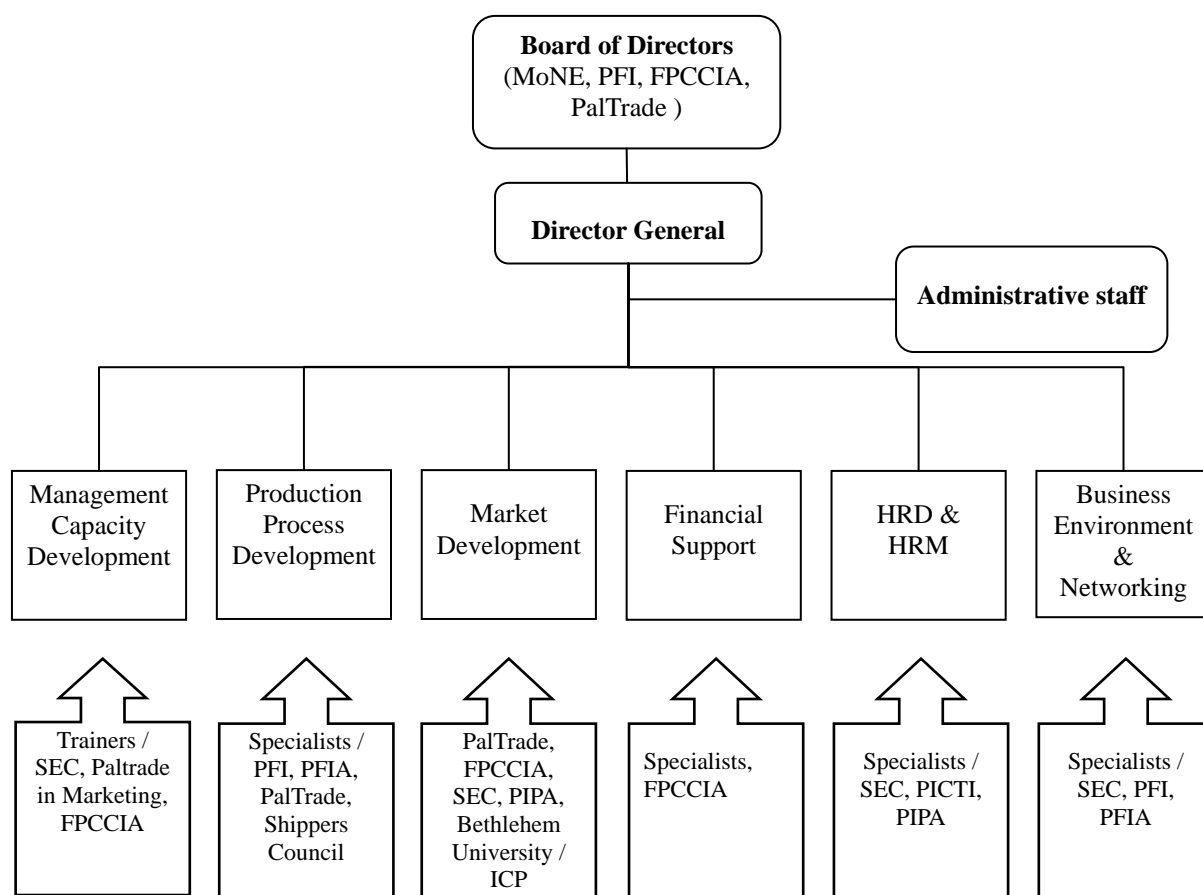 Board of Directors
(MoNE, PFI, FPCCIA,
PalTrade )
Director General
Administrative staff
Management
Capacity
Development
Production
Process
Development
Market
Development
Financial
Support
HRD &
HRM
Business
Environment
&
Networking
Trainers /
SEC, Paltrade
in Marketing,
FPCCIA
Specialists /
PFI, PFIA,
PalTrade,
Shippers
Council
PalTrade,
FPCCIA,
SEC, PIPA,
Bethlehem
University /
ICP
Specialists,
FPCCIA
Specialists /
SEC, PICTI,
PIPA
Specialists /
SEC, PFI,
PFIA